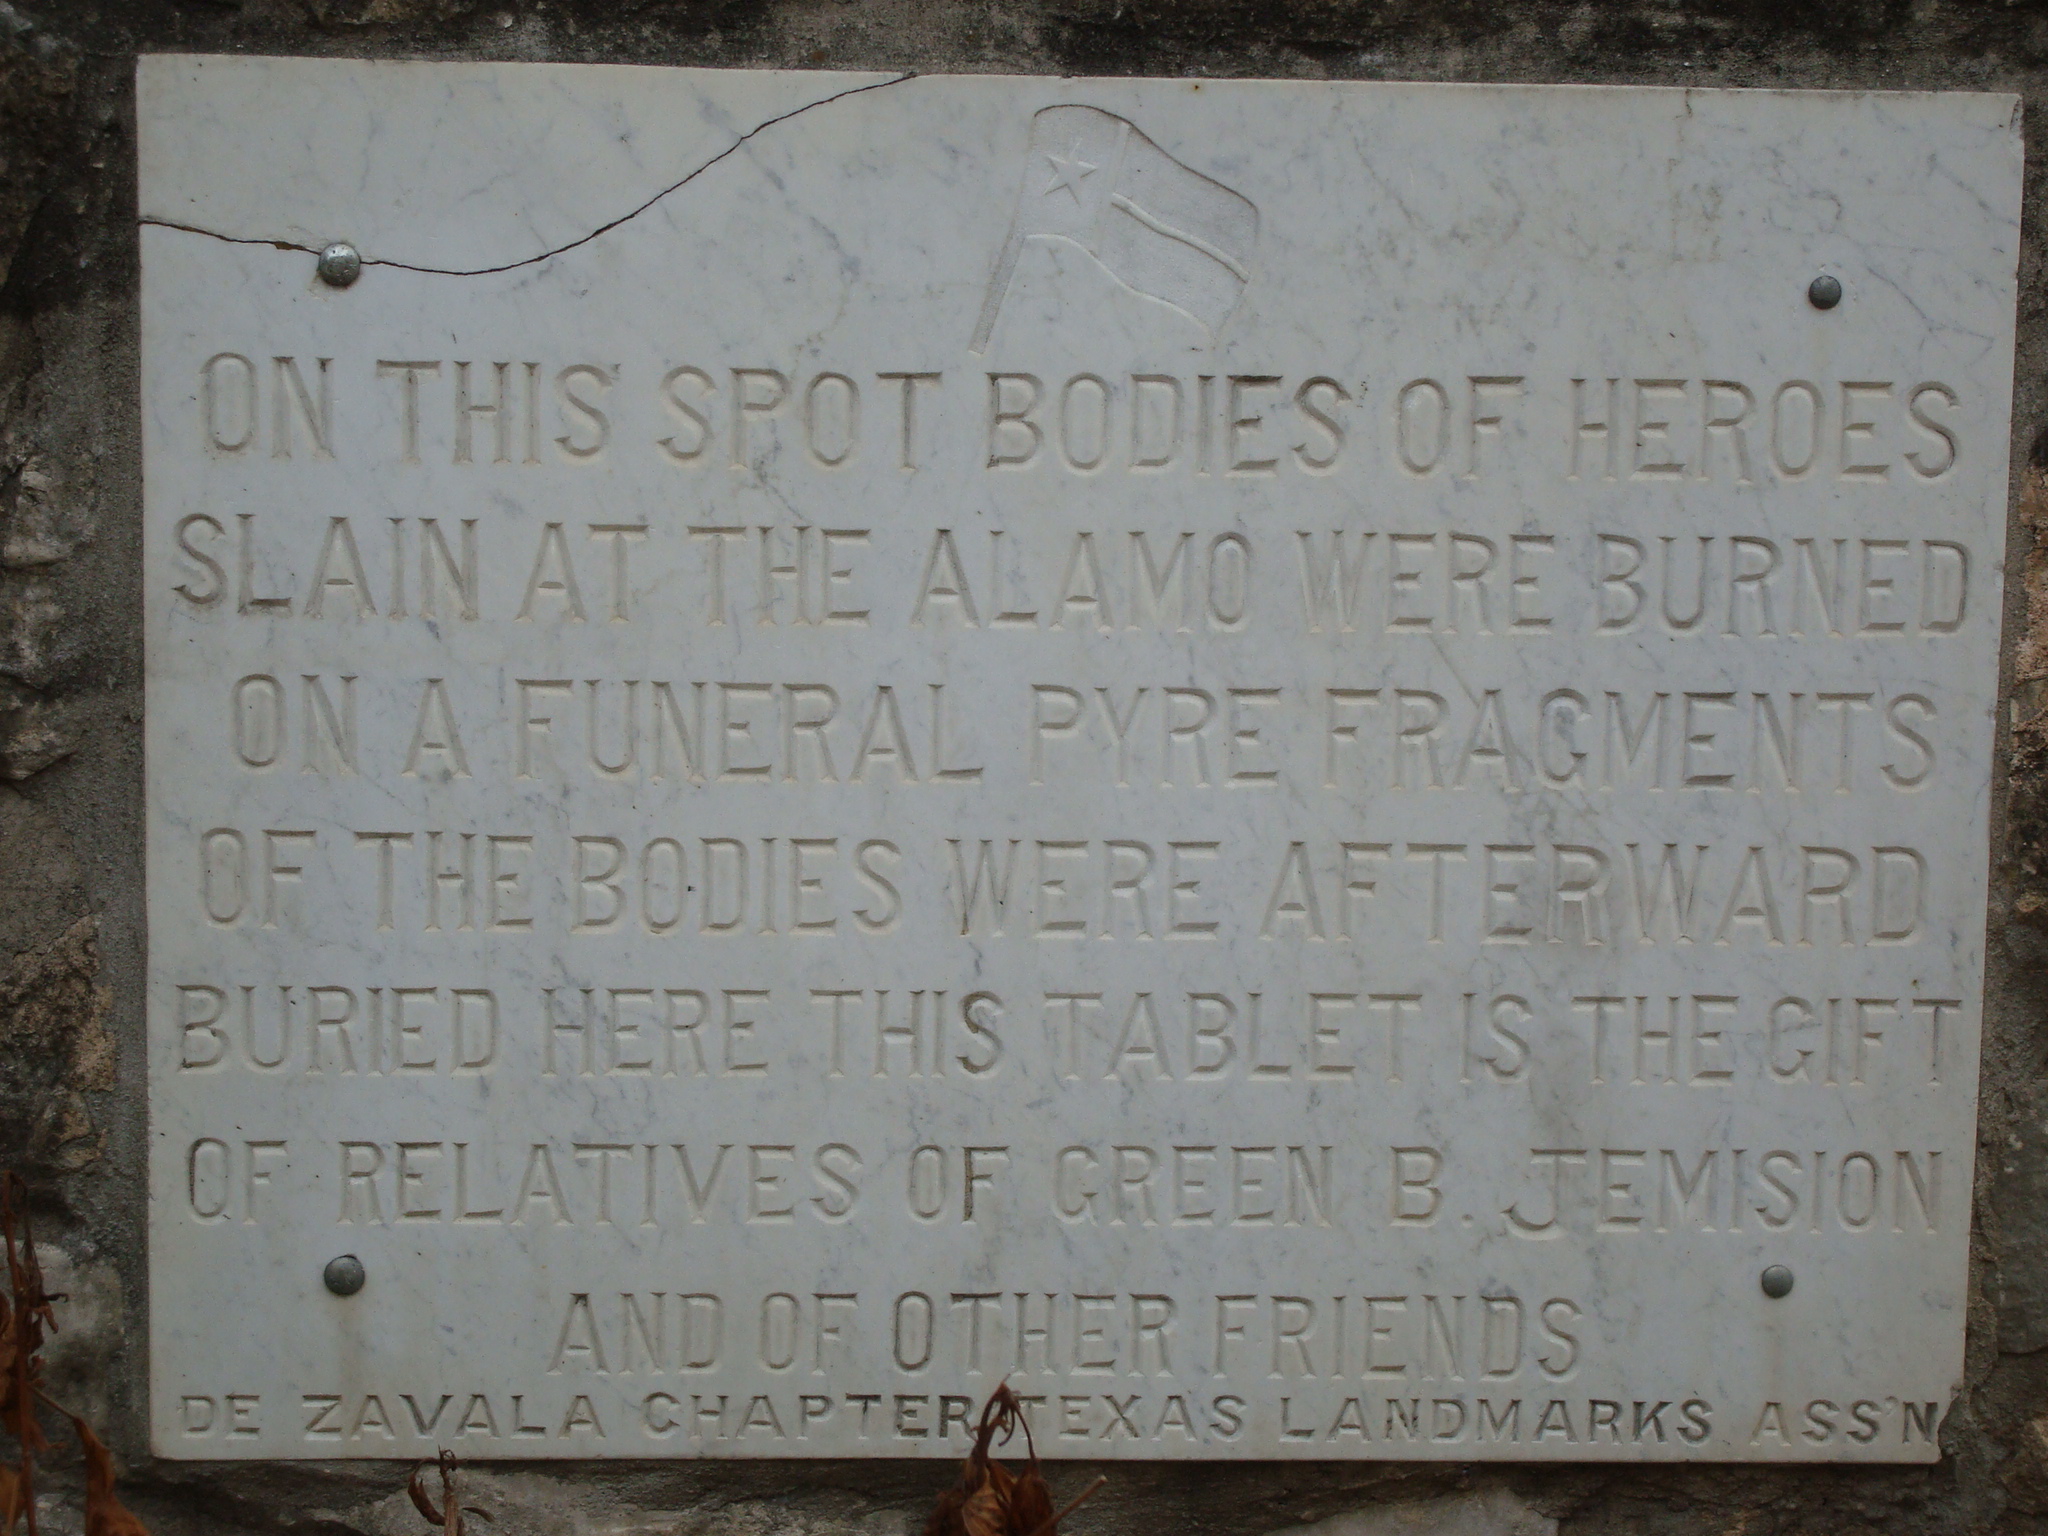 ON THIS SPOT BODIES OF HEROES
SLAIN AT THE ALAMO WERE BURNED
ON A FUNERAL PYRE FRAGMENTS
OF THE BODIES WERE AFTERWARD
BURIED HERE THIS TABLET IS THE GIFT
OF RELATIVES OF GREEN B. JEMISION
AND OF OTHER FRIENDS
DE ZAVALA CHAPTER TEXAS LANDMARKS ASS'N